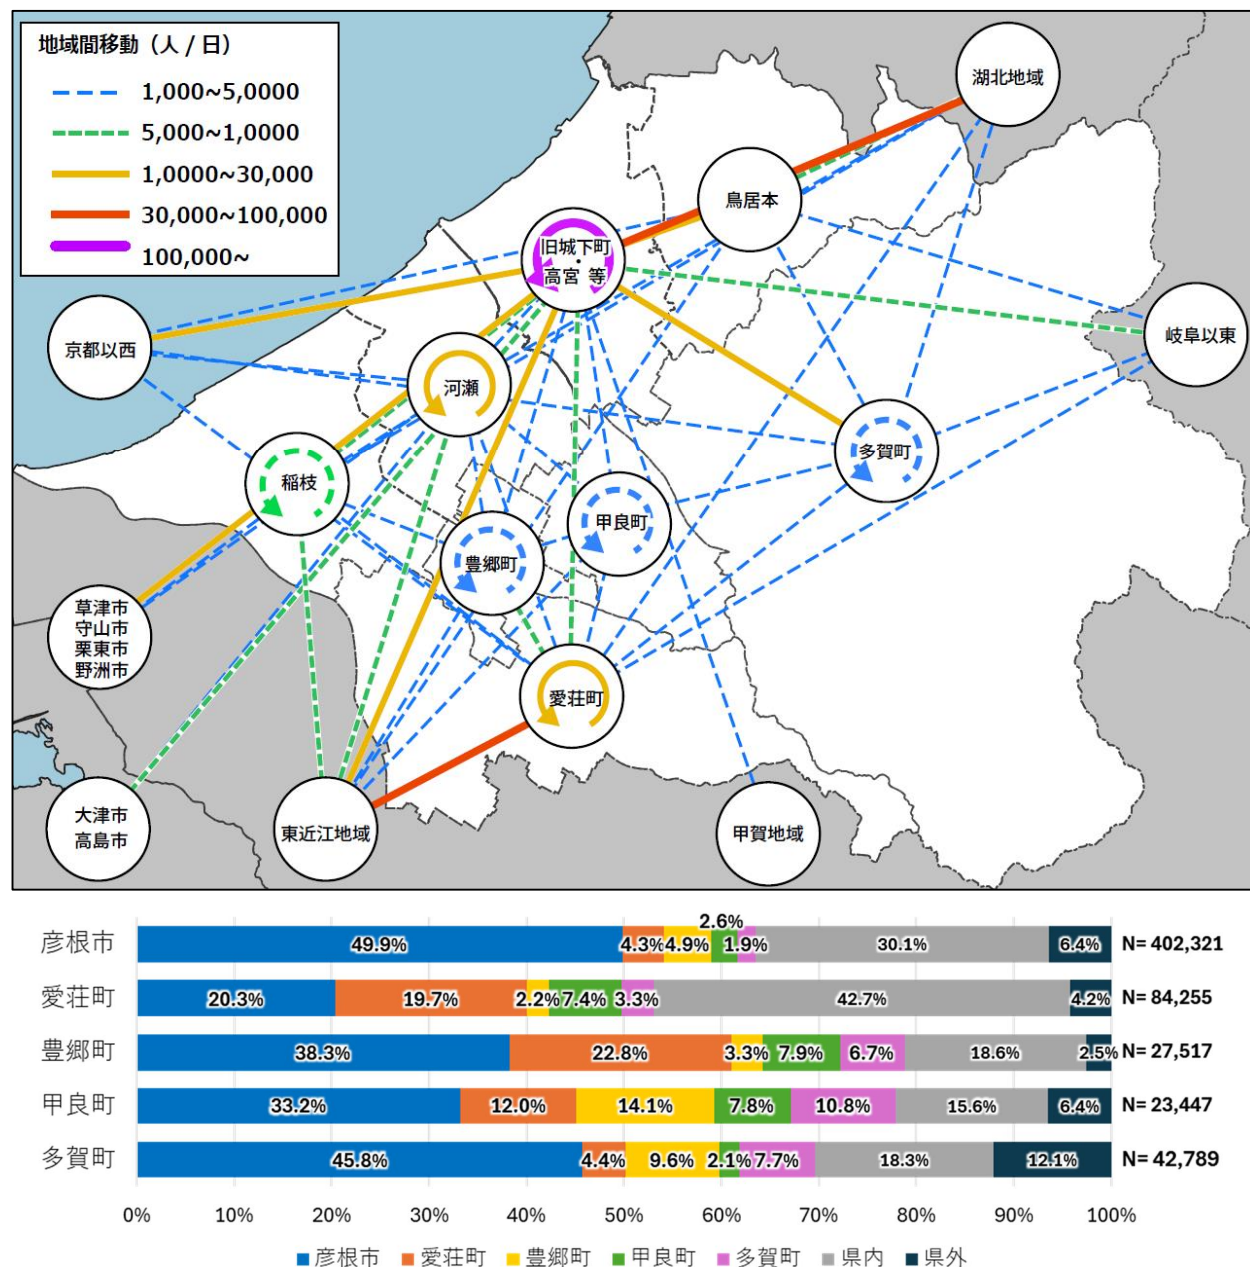 地域間移動（人 / 日）
1,000~5,0000
5,000~1,0000
1,0000~30,000
30,000~100,000
100,000~
湖北地域
鳥居本
旧城下町
・
高宮 等
京都以西
岐阜以東
河瀬
多賀町
稲枝
甲良町
豊郷町
草津市
守山市
栗東市
野洲市
愛荘町
大津市
高島市
東近江地域
甲賀地域
彦根市 49.9% 4.3% 4.9% 2.6% 1.9% 30.1% 6.4% N= 402,321
愛荘町 20.3% 19.7% 2.2% 7.4% 3.3% 42.7% 4.2% N= 84,255
豊郷町 38.3% 22.8% 3.3% 7.9% 6.7% 18.6% 2.5% N= 27,517
甲良町 33.2% 12.0% 14.1% 7.8% 10.8% 15.6% 6.4% N= 23,447
多賀町 45.8% 4.4% 9.6% 2.1% 7.7% 18.3% 12.1% N= 42,789
0% 10% 20% 30% 40% 50% 60% 70% 80% 90% 100%
彦根市 愛荘町 豊郷町 甲良町 多賀町 県内 県外